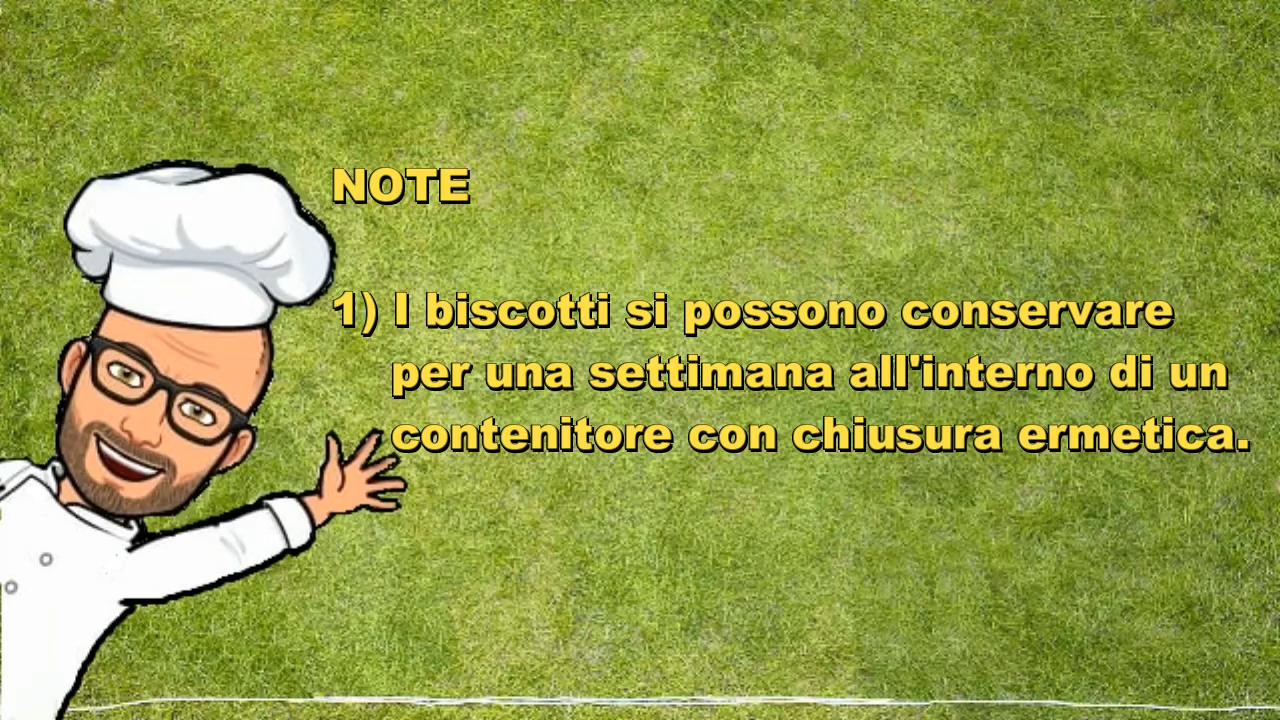 NOTE
1) I biscotti si possono conservare
per una settimana all'interno di un
contenitore con chiusura ermetica.